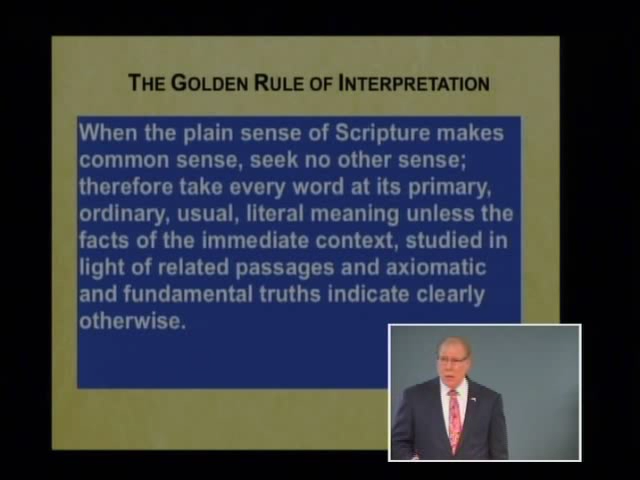 THE GOLDEN RULE OF INTERPRETATION
When the plain sense of Scripture makes
common sense, seek no other sense;
therefore take every word at its primary,
ordinary, usual, literal meaning unless the
facts of the immediate context, studied in
light of related passages and axiomatic
and fundamental truths indicate clearly
otherwise.